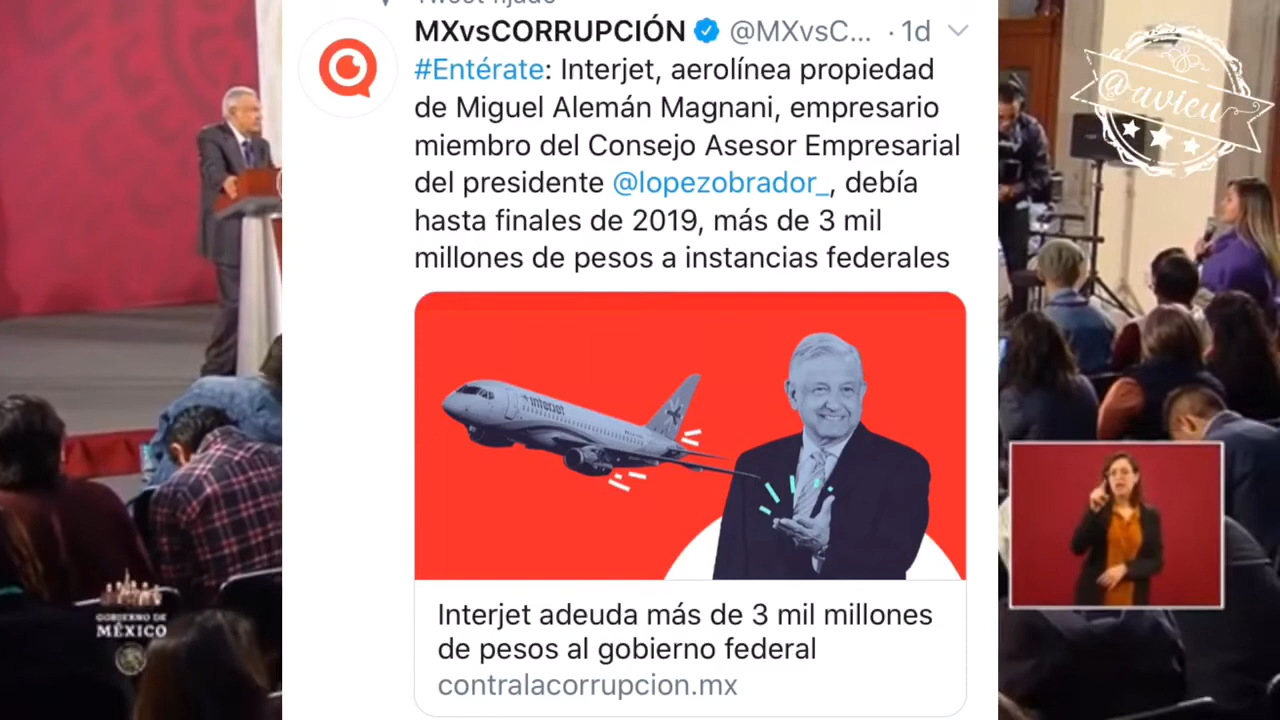 MXvsCORRUPCIÓN @MXvsC... · 1d
#Entérate: Interjet, aerolínea propiedad
de Miguel Alemán Magnani, empresario
miembro del Consejo Asesor Empresarial
del presidente @lopezobrador_, debía
hasta finales de 2019, más de 3 mil
millones de pesos a instancias federales
interjet
Interjet adeuda más de 3 mil millones
de pesos al gobierno federal
contralacorrupcion.mx
GOBIERNO DE
MÉXICO